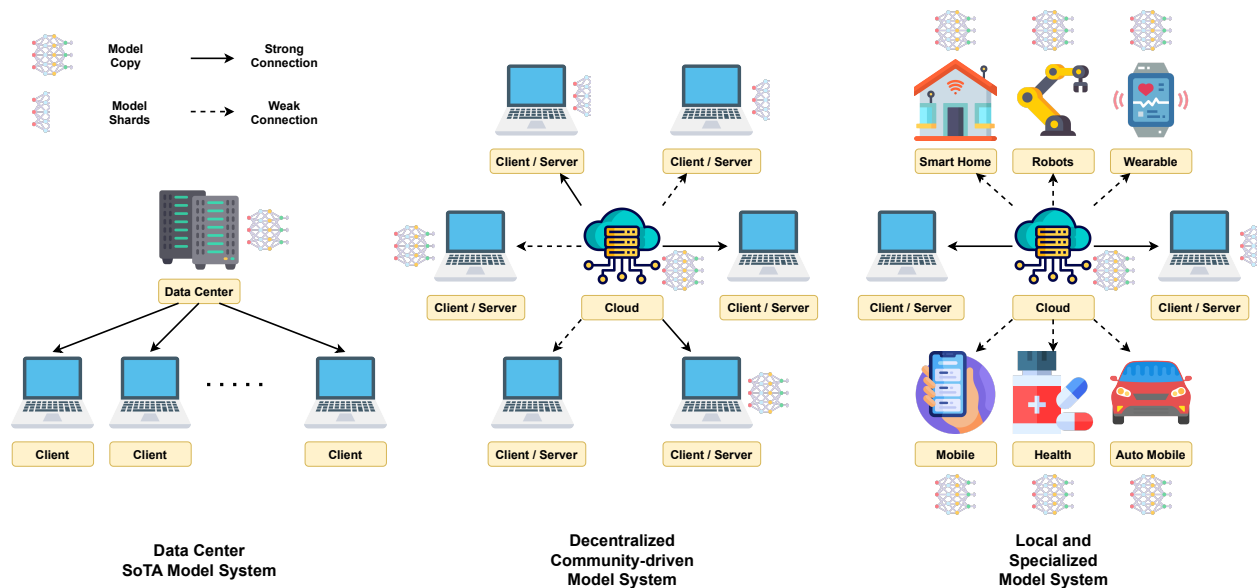 Model
Copy
Strong
Connection
Model
Shards
Weak
Connection
Data Center
Client
Client
Client
Data Center
SoTA Model System
Client / Server
Client / Server
Client / Server
Client / Server
Cloud
Client / Server
Client / Server
Decentralized
Community-driven
Model System
Smart Home
Robots
Wearable
Client / Server
Cloud
Client / Server
Mobile
Health
Auto Mobile
Local and
Specialized
Model System